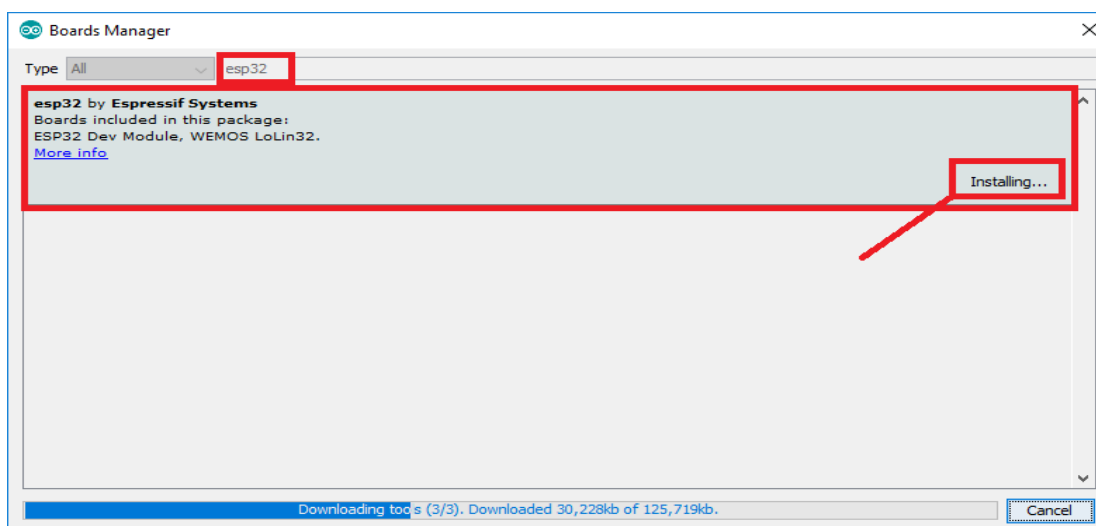 Boards Manager
Type All esp32
esp32 by Espressif Systems
Boards included in this package:
ESP32 Dev Module, WEMOS LoLin32.
More info
Installing...
Downloading tools (3/3). Downloaded 30,228kb of 125,719kb.
Cancel